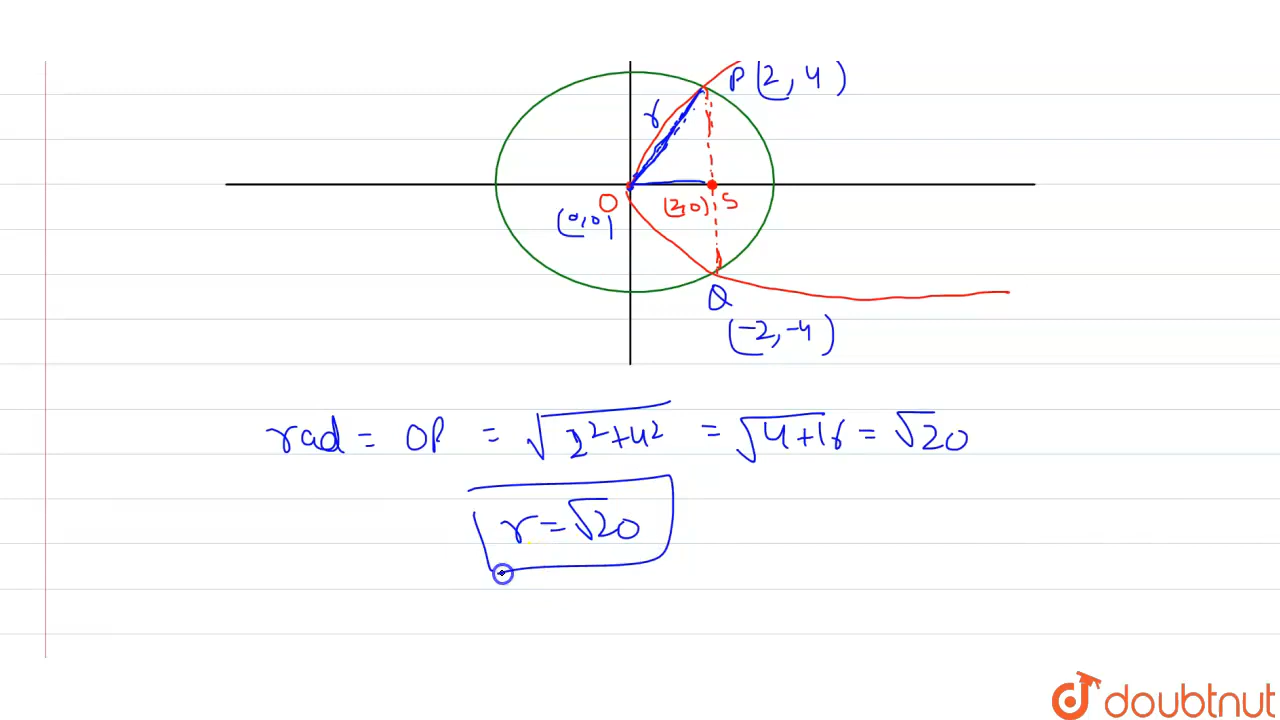 P(2, 4)
r
O
(2,0) S
(0,0)
Q
(-2, -4)
rad = OP = √2²+4² = √4+16 = √20
r = √20
doubtnut